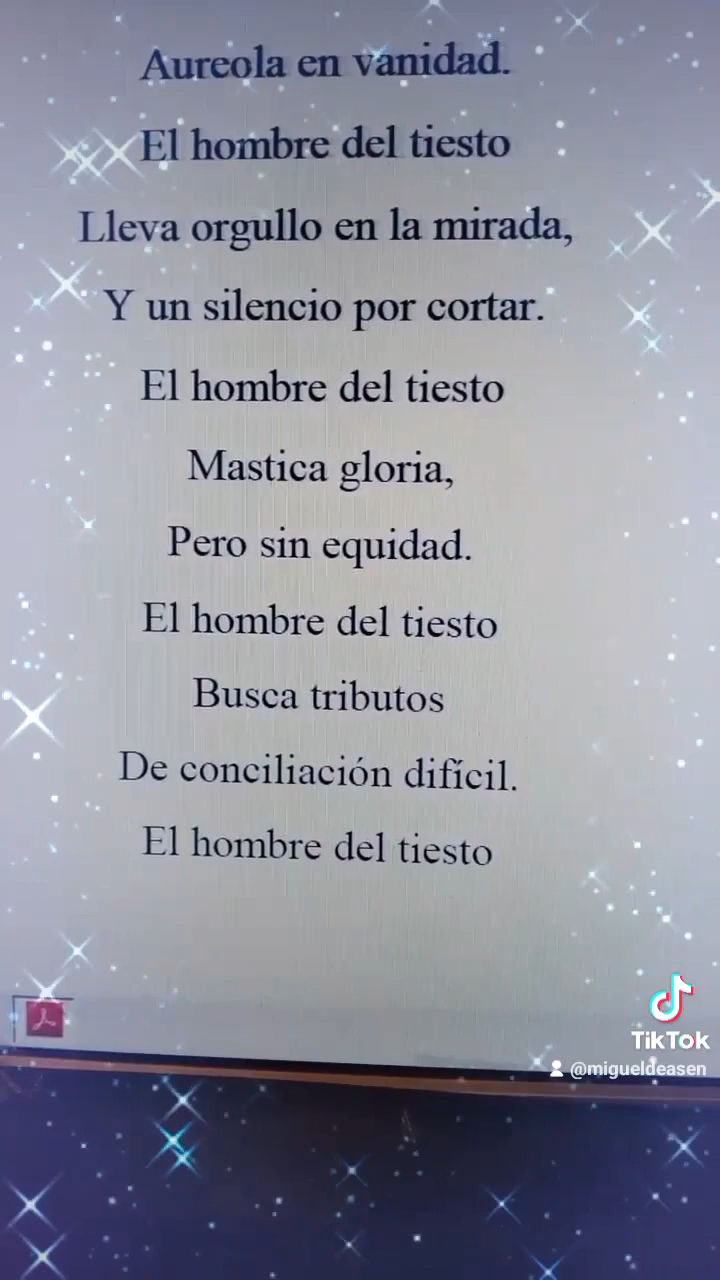 Aureola en vanidad.
El hombre del tiesto
Lleva orgullo en la mirada,
Y un silencio por cortar.
El hombre del tiesto
Mastica gloria,
Pero sin equidad.
El hombre del tiesto
Busca tributos
De conciliación difícil.
El hombre del tiesto
TikTok
@migueldeasen